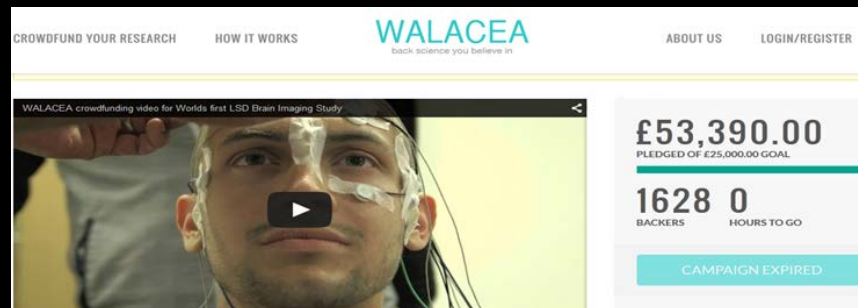 CROWDFUND YOUR RESEARCH HOW IT WORKS WALACEA ABOUT US LOGIN/REGISTER
back science you believe in
WALACEA crowdfunding video for Worlds first LSD Brain Imaging Study
£53,390.00
PLEDGED OF £25,000.00 GOAL
1628 0
BACKERS HOURS TO GO
CAMPAIGN EXPIRED